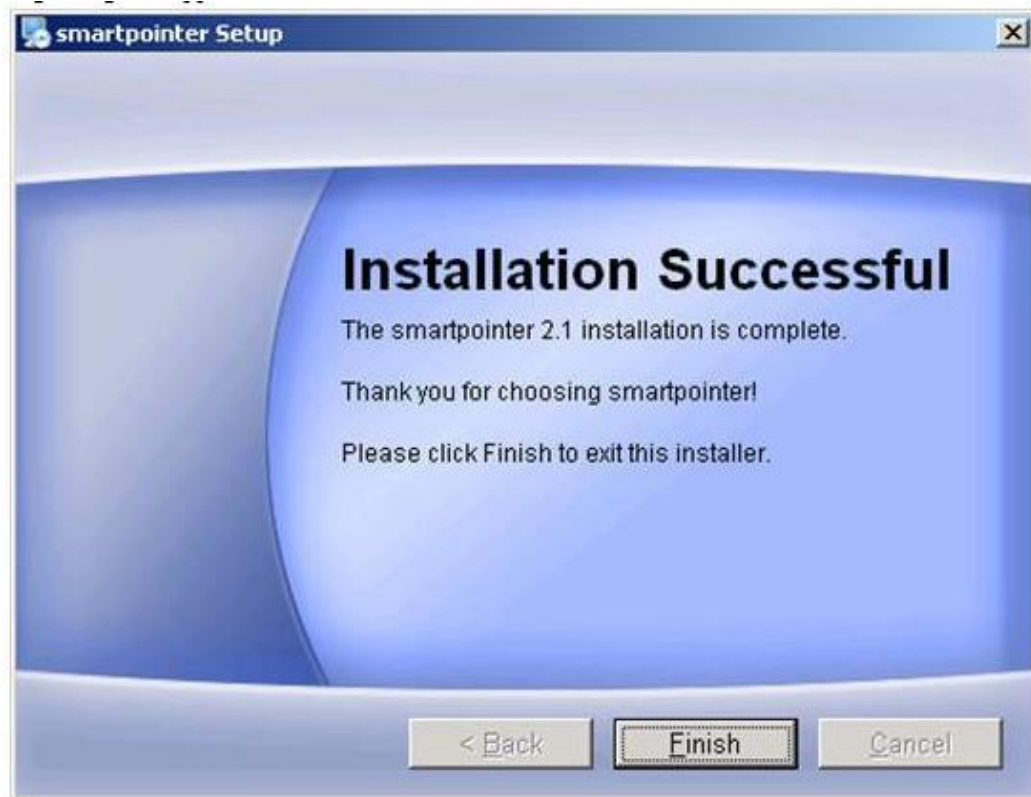 smartpointer Setup
Installation Successful
The smartpointer 2.1 installation is complete.
Thank you for choosing smartpointer!
Please click Finish to exit this installer.
< Back
Finish
Cancel